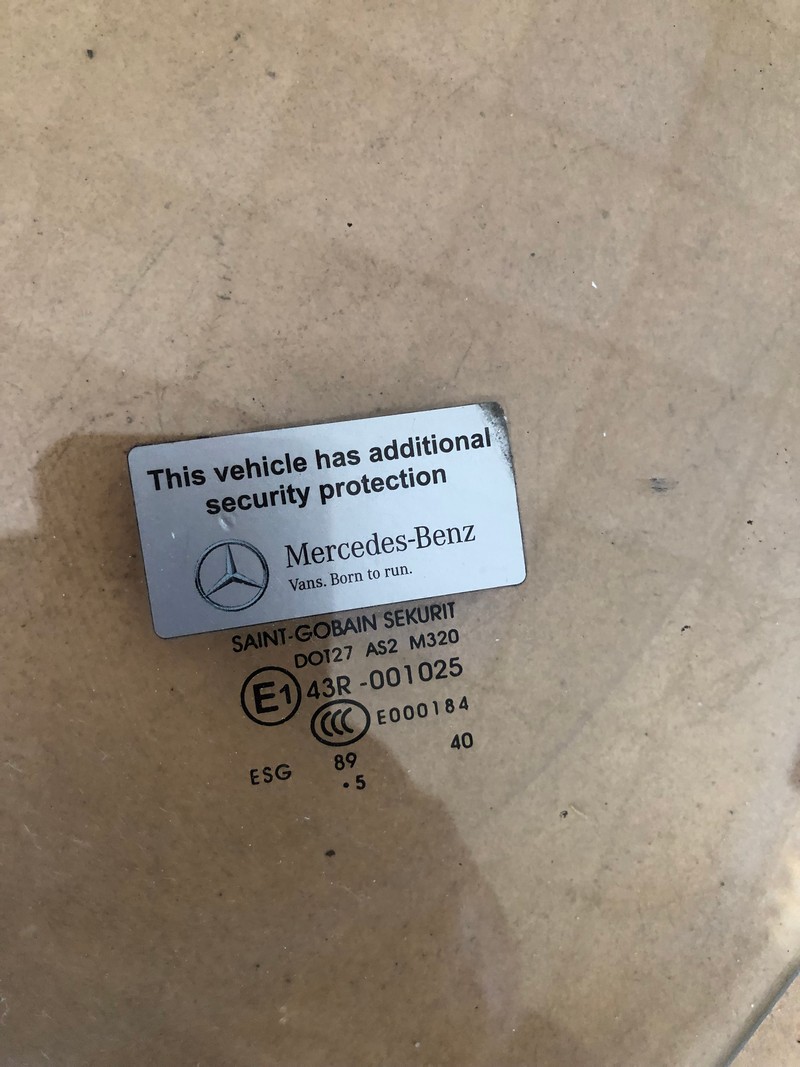 This vehicle has additional
security protection
Mercedes-Benz
Vans. Born to run.
SAINT-GOBAIN SEKURIT
DOT27 AS2 M320
E1 43R -001025
CCC E000184
ESG 89 40
. 5